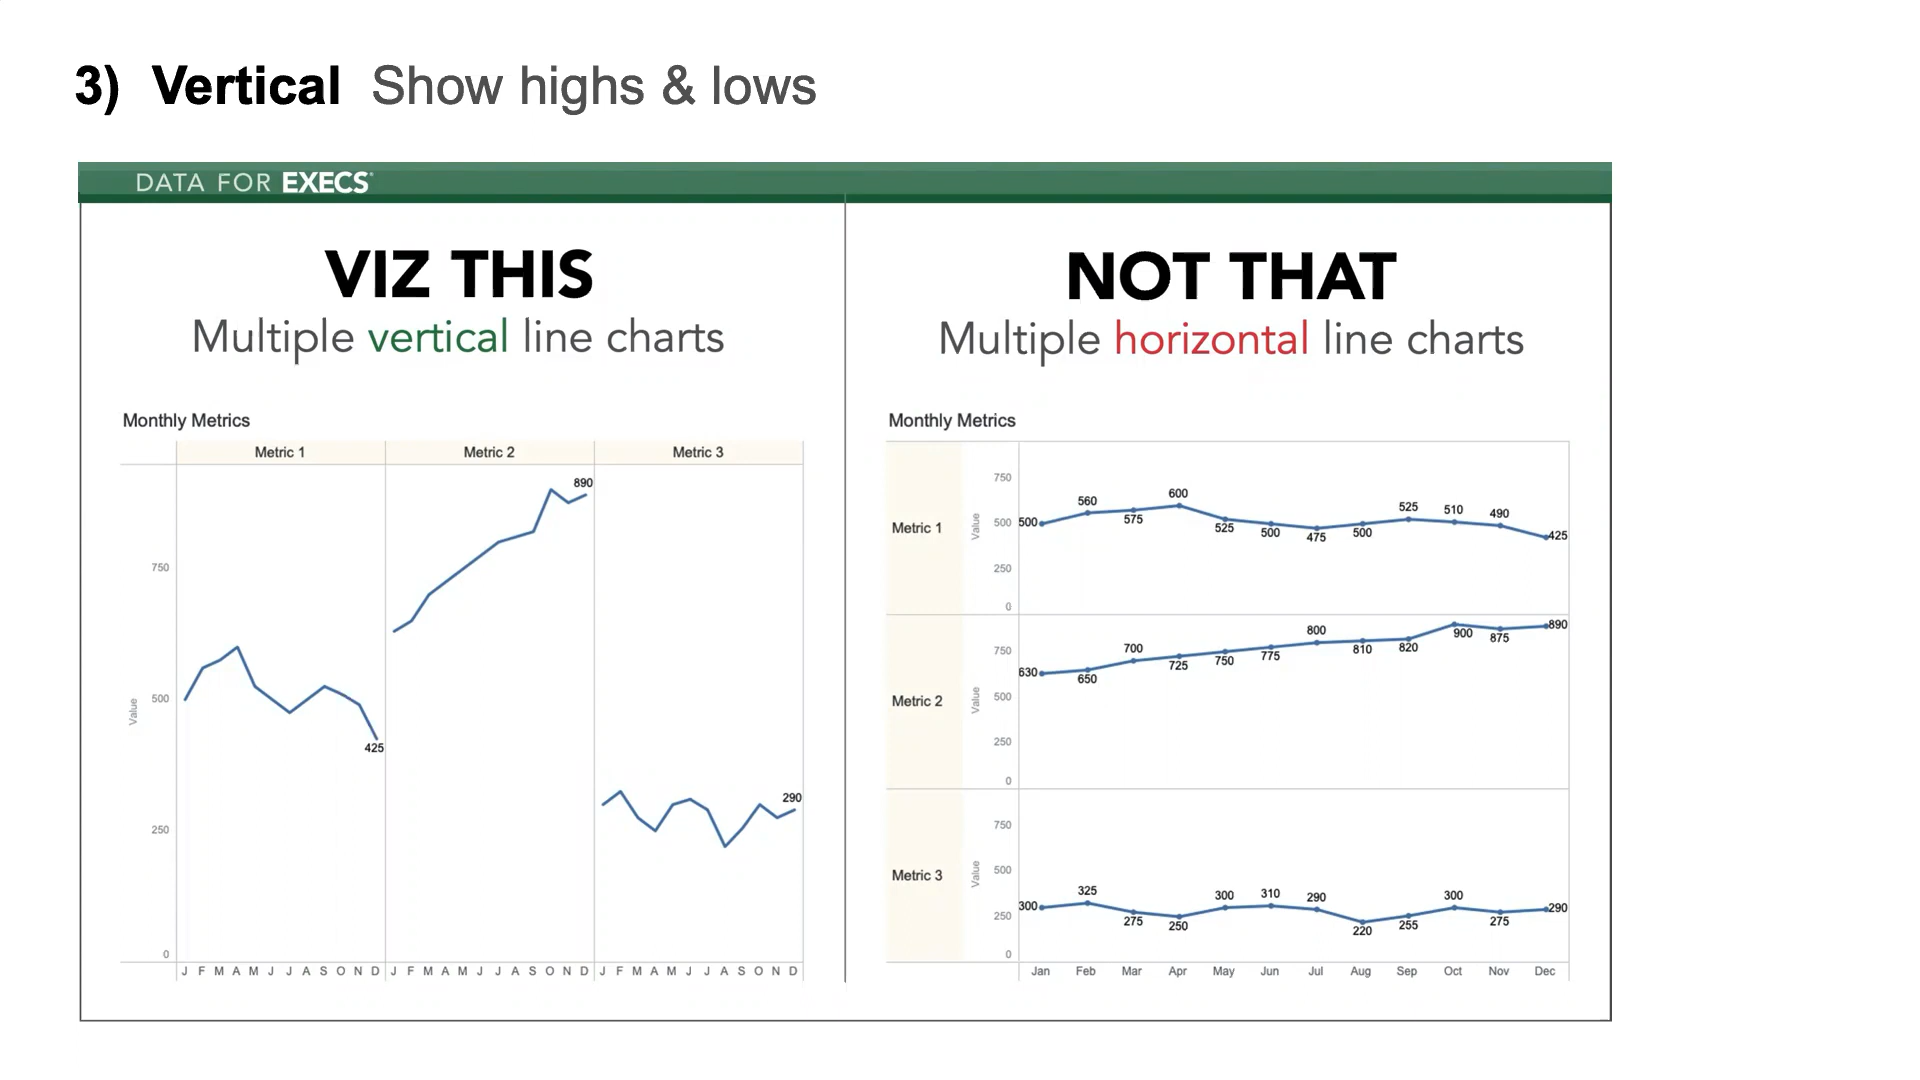 3) Vertical Show highs & lows
DATA FOR EXECS®
VIZ THIS
Multiple vertical line charts
Monthly Metrics
Metric 1 Metric 2 Metric 3
890
750
Value
500
425
290
250
0
J F M A M J J A S O N D J F M A M J J A S O N D J F M A M J J A S O N D
NOT THAT
Multiple horizontal line charts
Monthly Metrics
Metric 1
Value
750
500
250
0
500 560 575 600 525 500 475 500 525 510 490 425
Metric 2
Value
750
500
250
0
630 650 700 725 750 775 800 810 820 900 875 890
Metric 3
Value
750
500
250
0
300 325 275 250 300 310 290 220 255 300 275 290
Jan Feb Mar Apr May Jun Jul Aug Sep Oct Nov Dec